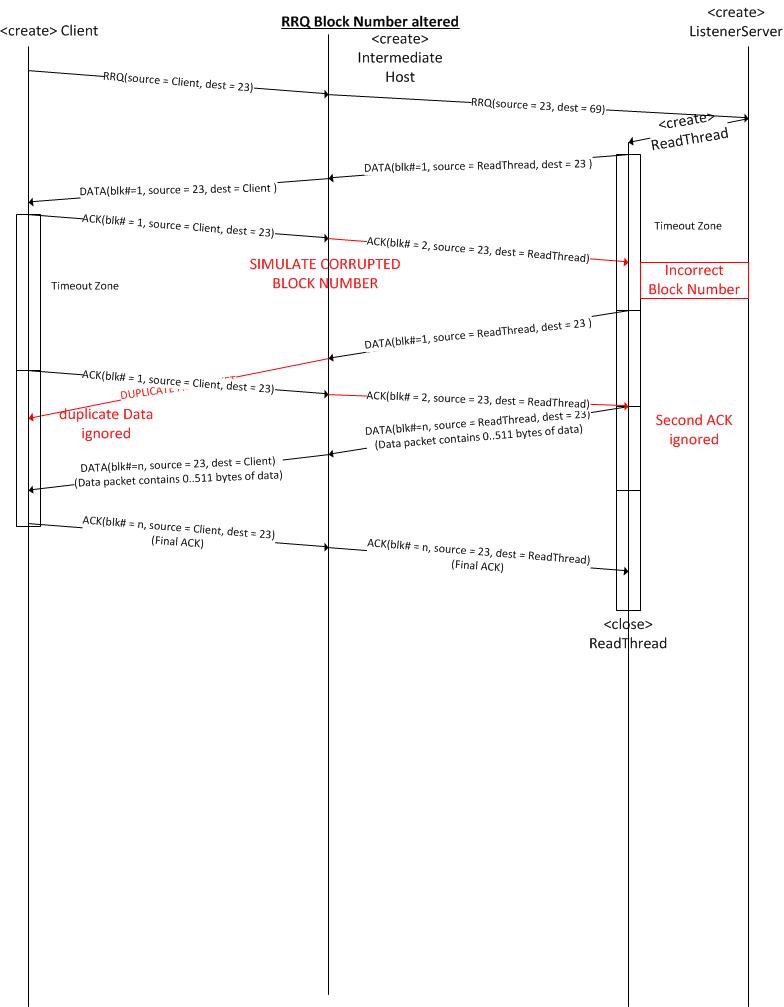 RRQ Block Number altered
<create> Client
<create>
Intermediate
Host
<create>
ListenerServer
RRQ(source = Client, dest = 23)
RRQ(source = 23, dest = 69)
<create>
ReadThread
DATA(blk#=1, source = ReadThread, dest = 23 )
DATA(blk#=1, source = 23, dest = Client )
ACK(blk# = 1, source = Client, dest = 23)
Timeout Zone
ACK(blk# = 2, source = 23, dest = ReadThread)
SIMULATE CORRUPTED
BLOCK NUMBER
Incorrect
Block Number
Timeout Zone
DATA(blk#=1, source = ReadThread, dest = 23 )
ACK(blk# = 1, source = Client, dest = 23)
DUPLICATE
ACK(blk# = 2, source = 23, dest = ReadThread)
duplicate Data
ignored
DATA(blk#=n, source = ReadThread, dest = 23)
(Data packet contains 0..511 bytes of data)
Second ACK
ignored
DATA(blk#=n, source = 23, dest = Client)
(Data packet contains 0..511 bytes of data)
ACK(blk# = n, source = Client, dest = 23)
(Final ACK)
ACK(blk# = n, source = 23, dest = ReadThread)
(Final ACK)
<close>
ReadThread